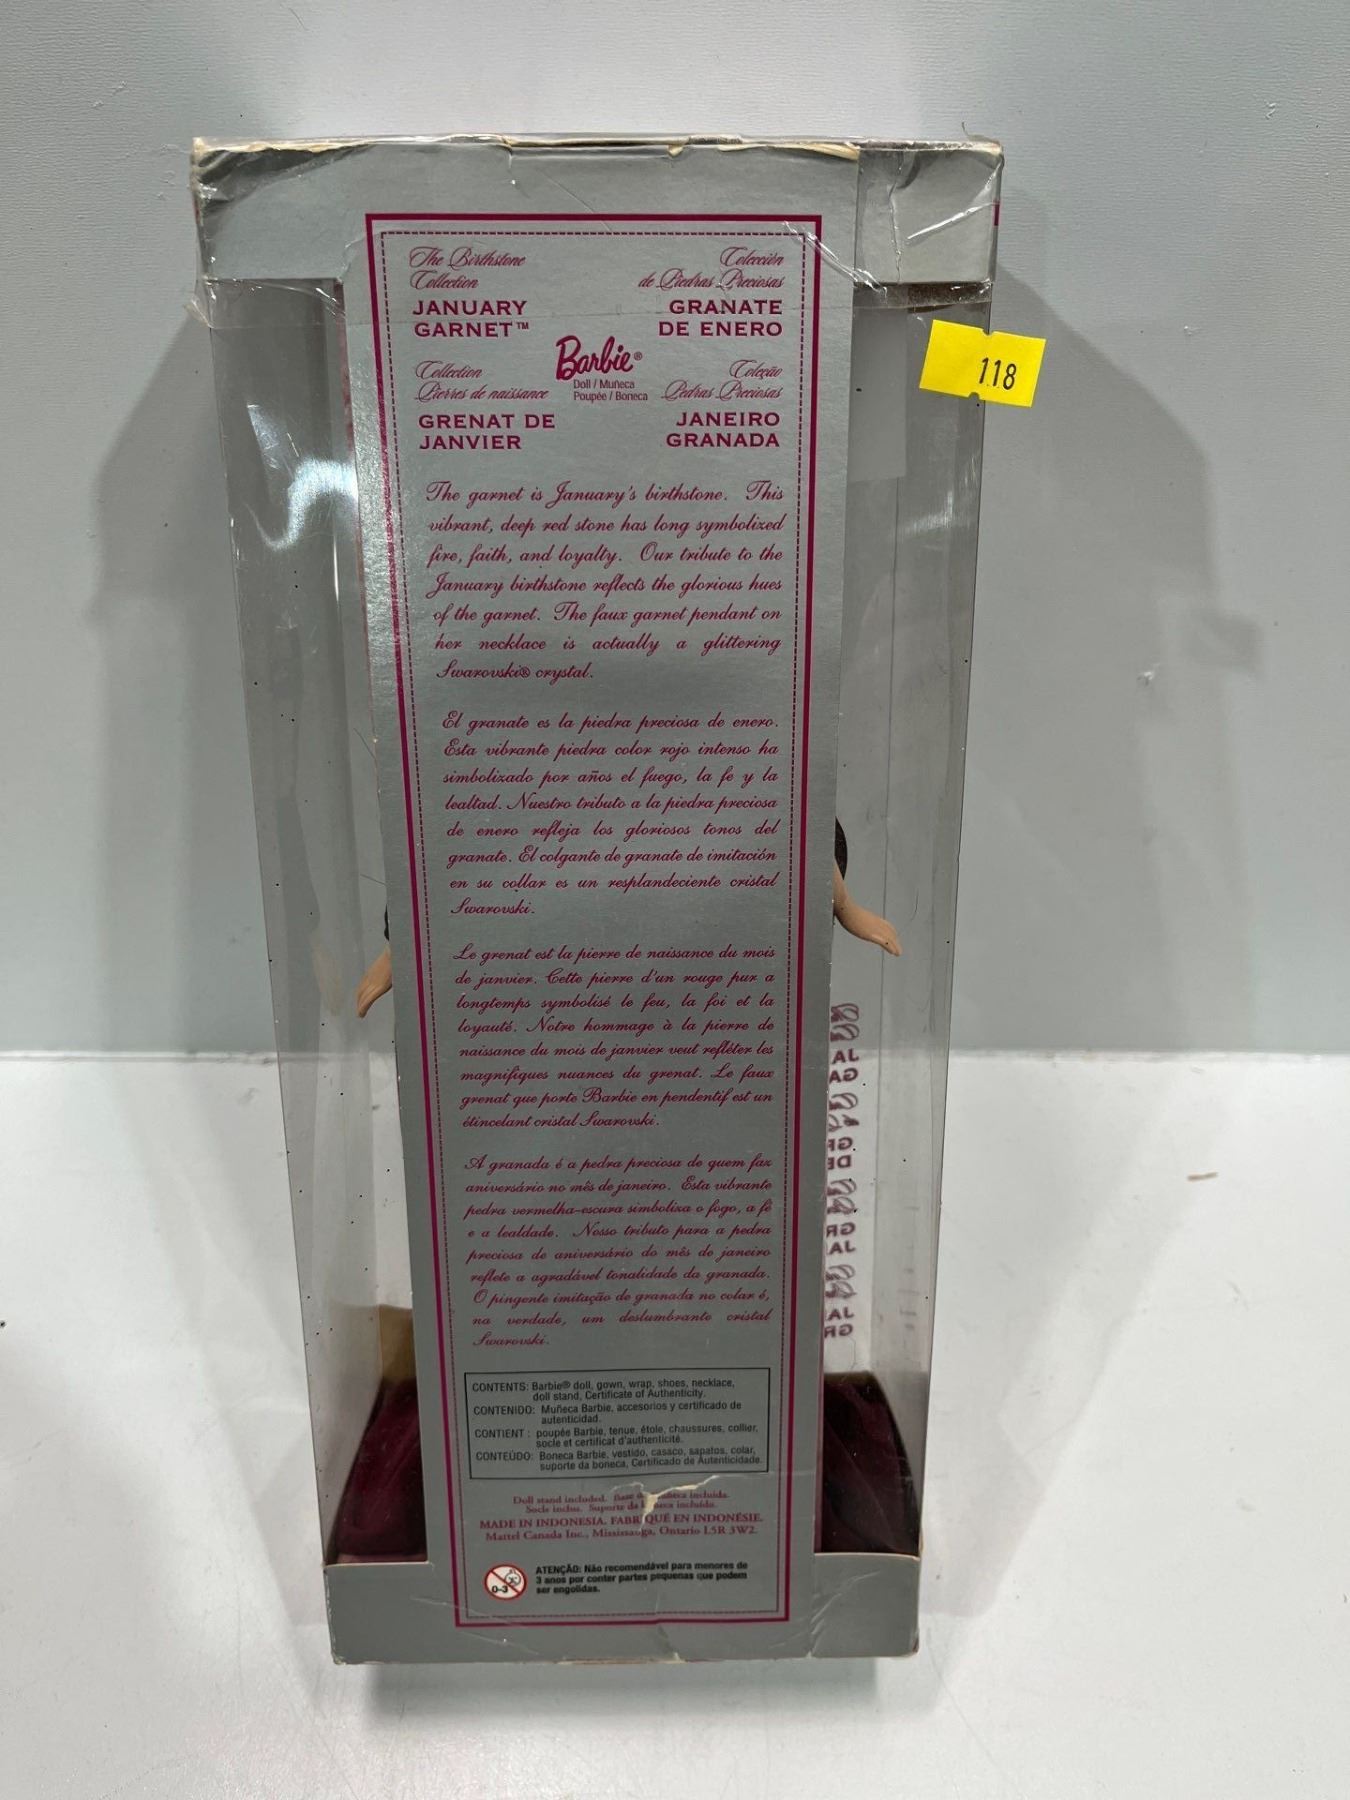 The Birthstone
Collection
JANUARY
GARNET™
Colección
de Piedras Preciosas
GRANATE
DE ENERO
Barbie®
Doll / Muñeca
Poupée / Boneca
Collection
Pierres de naissance
GRENAT DE
JANVIER
Coleção
Pedras Preciosas
JANEIRO
GRANADA
118
The garnet is January's birthstone. This
vibrant, deep red stone has long symbolized
fire, faith, and loyalty. Our tribute to the
January birthstone reflects the glorious hues
of the garnet. The faux garnet pendant on
her necklace is actually a glittering
Swarovski® crystal.
El granate es la piedra preciosa de enero.
Esta vibrante piedra color rojo intenso ha
simbolizado por años el fuego, la fe y la
lealtad. Nuestro tributo a la piedra preciosa
de enero refleja los gloriosos tonos del
granate. El colgante de granate de imitación
en su collar es un resplandeciente cristal
Swarovski.
Le grenat est la pierre de naissance du mois
de janvier. Cette pierre d'un rouge pur a
longtemps symbolisé le feu, la foi et la
loyauté. Notre hommage à la pierre de
naissance du mois de janvier veut refléter les
magnifiques nuances du grenat. Le faux
grenat que porte Barbie en pendentif est un
étincelant cristal Swarovski.
A granada é a pedra preciosa de quem faz
aniversário no mês de janeiro. Esta vibrante
pedra vermelha-escura simboliza o fogo, a fé
e a lealdade. Nosso tributo para a pedra
preciosa de aniversário do mês de janeiro
reflete a agradável tonalidade da granada.
O pingente imitação de granada no colar é,
na verdade, um deslumbrante cristal
Swarovski.
CONTENTS: Barbie® doll, gown, wrap, shoes, necklace,
doll stand, Certificate of Authenticity.
CONTENIDO: Muñeca Barbie, accesorios y certificado de
autenticidad.
CONTIENT : poupée Barbie, tenue, étole, chaussures, collier,
socle et certificat d'authenticité.
CONTEÚDO: Boneca Barbie, vestido, casaco, sapatos, colar,
suporte da boneca, Certificado de Autenticidade.
Doll stand included. Base incluida.
Socle inclus. Suporte da incluído.
MADE IN INDONESIA. FABRIQUÉ EN INDONÉSIE.
Mattel Canada Inc., Mississauga, Ontario L5R 3W2.
0-3
ATENÇÃO: Não recomendável para menores de
3 anos por conter partes pequenas que podem
ser engolidas.